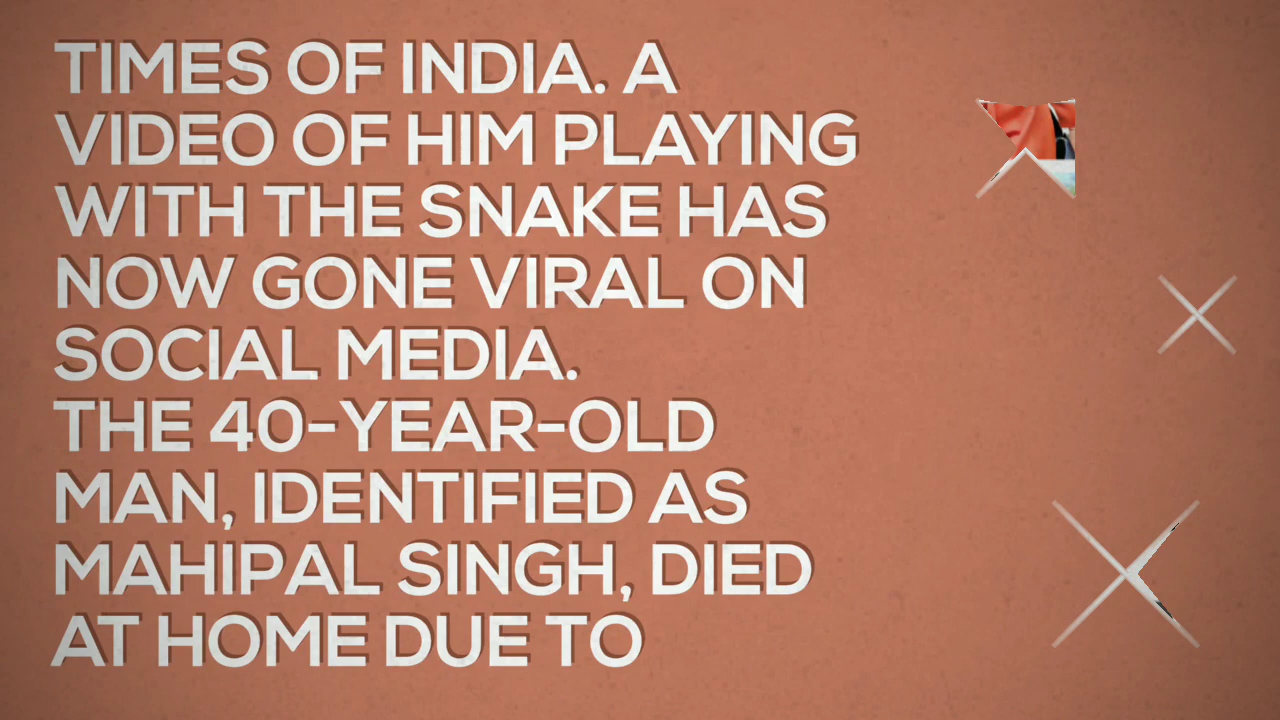 TIMES OF INDIA. A
VIDEO OF HIM PLAYING
WITH THE SNAKE HAS
NOW GONE VIRAL ON
SOCIAL MEDIA.
THE 40-YEAR-OLD
MAN, IDENTIFIED AS
MAHIPAL SINGH, DIED
AT HOME DUE TO